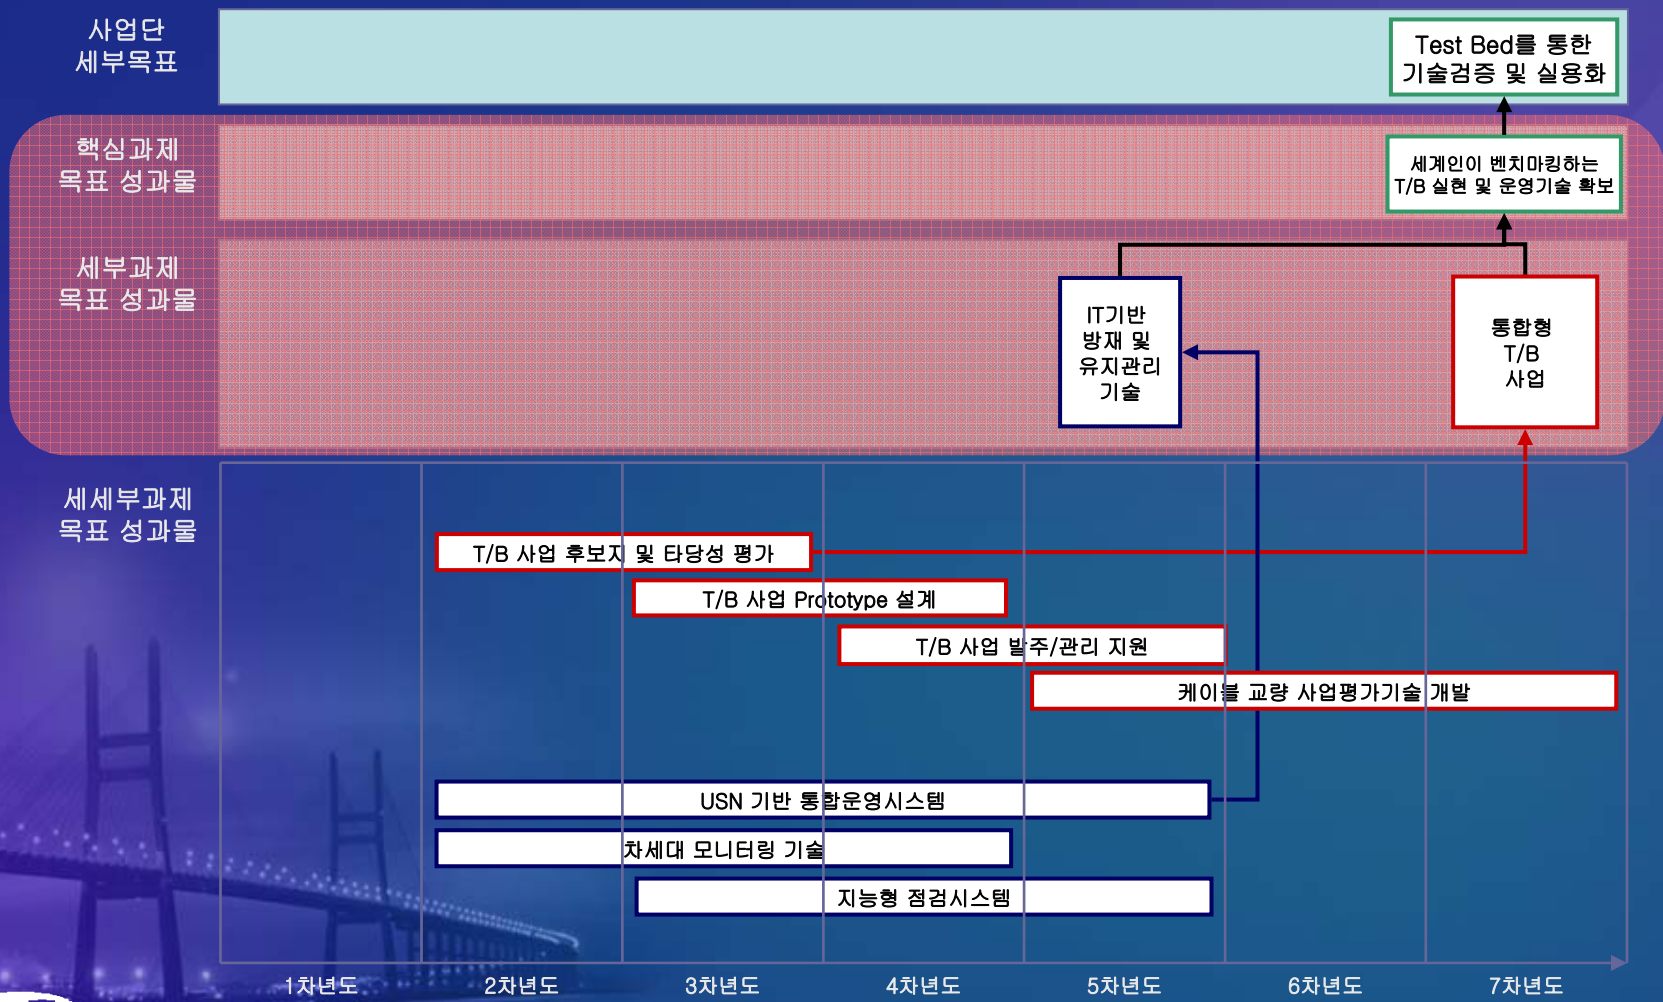 사업단
세부목표
Test Bed를 통한
기술검증 및 실용화
핵심과제
목표 성과물
세계인이 벤치마킹하는
T/B 실현 및 운영기술 확보
세부과제
목표 성과물
IT기반
방재 및
유지관리
기술
통합형
T/B
사업
세세부과제
목표 성과물
T/B 사업 후보지 및 타당성 평가
T/B 사업 Prototype 설계
T/B 사업 발주/관리 지원
케이블 교량 사업평가기술 개발
USN 기반 통합운영시스템
차세대 모니터링 기술
지능형 점검시스템
1차년도
2차년도
3차년도
4차년도
5차년도
6차년도
7차년도